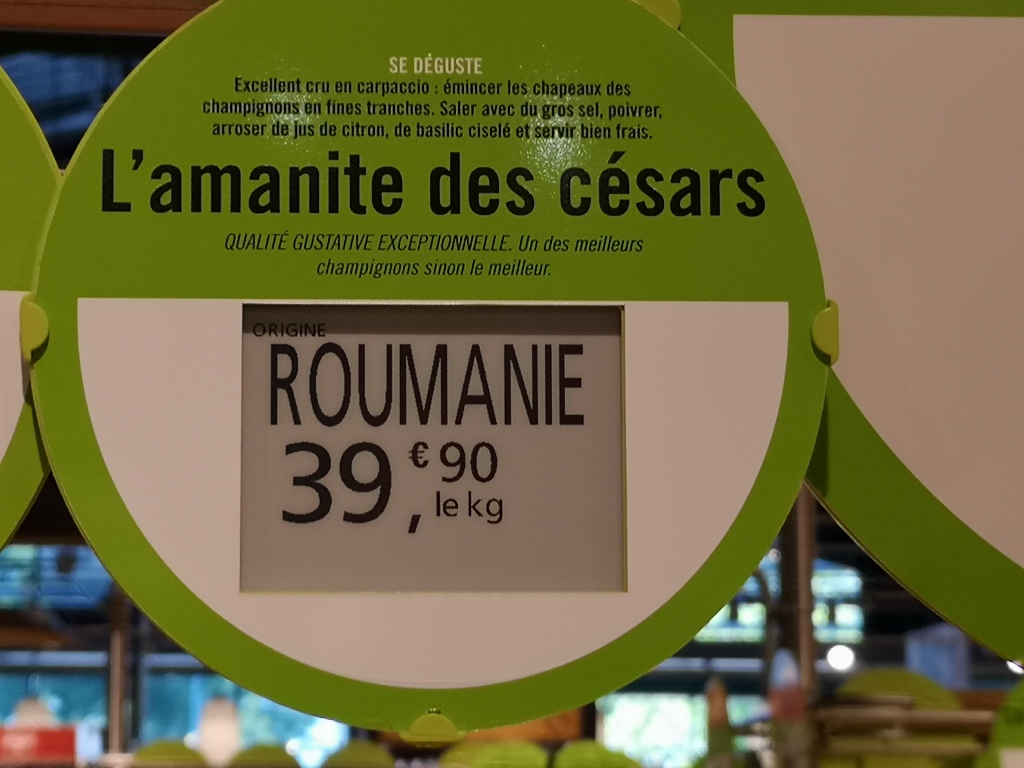 SE DÉGUSTE
Excellent cru en carpaccio : émincer les chapeaux des
champignons en fines tranches. Saler avec du gros sel, poivrer,
arroser de jus de citron, de basilic ciselé et servir bien frais.
L'amanite des césars
QUALITÉ GUSTATIVE EXCEPTIONNELLE. Un des meilleurs
champignons sinon le meilleur.
ORIGINE
ROUMANIE
39,€90
le kg